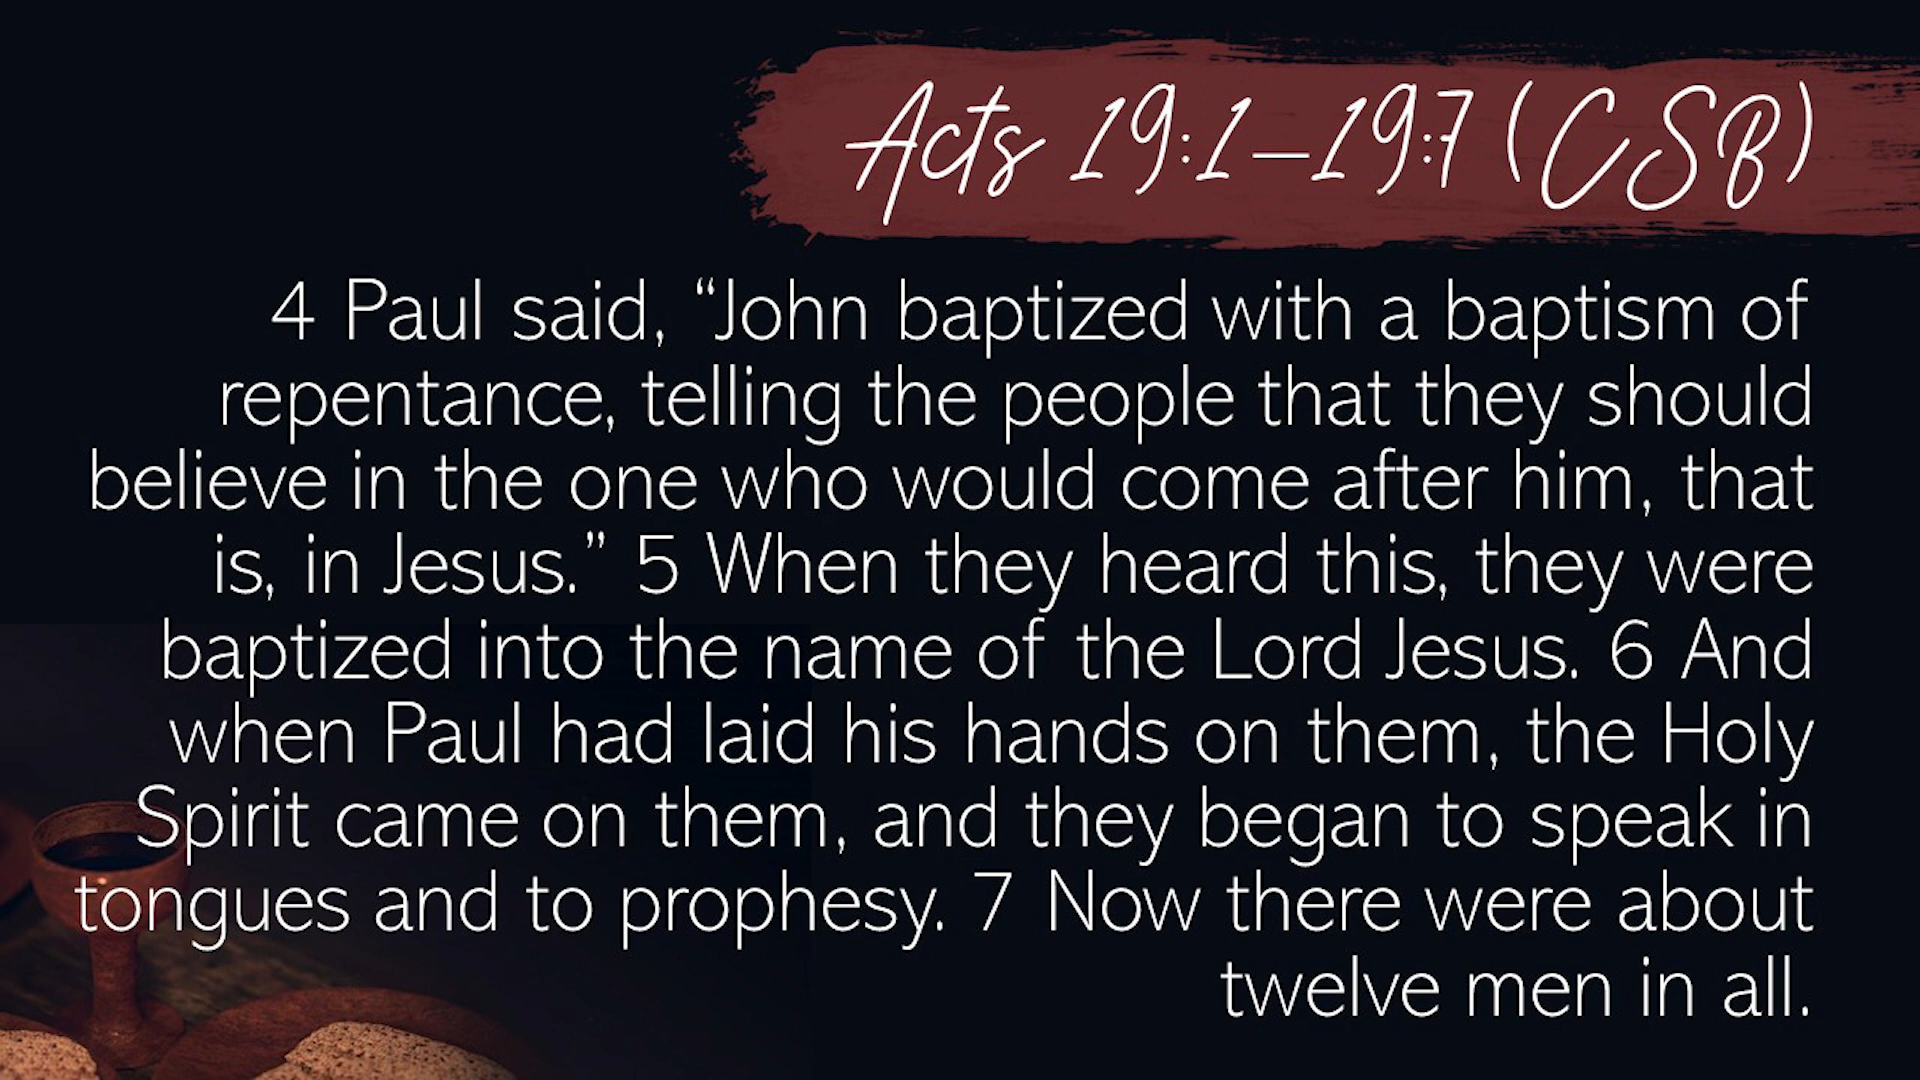 Acts 19:1–19:7 (CSB)
4 Paul said, “John baptized with a baptism of
repentance, telling the people that they should
believe in the one who would come after him, that
is, in Jesus.” 5 When they heard this, they were
baptized into the name of the Lord Jesus. 6 And
when Paul had laid his hands on them, the Holy
Spirit came on them, and they began to speak in
tongues and to prophesy. 7 Now there were about
twelve men in all.